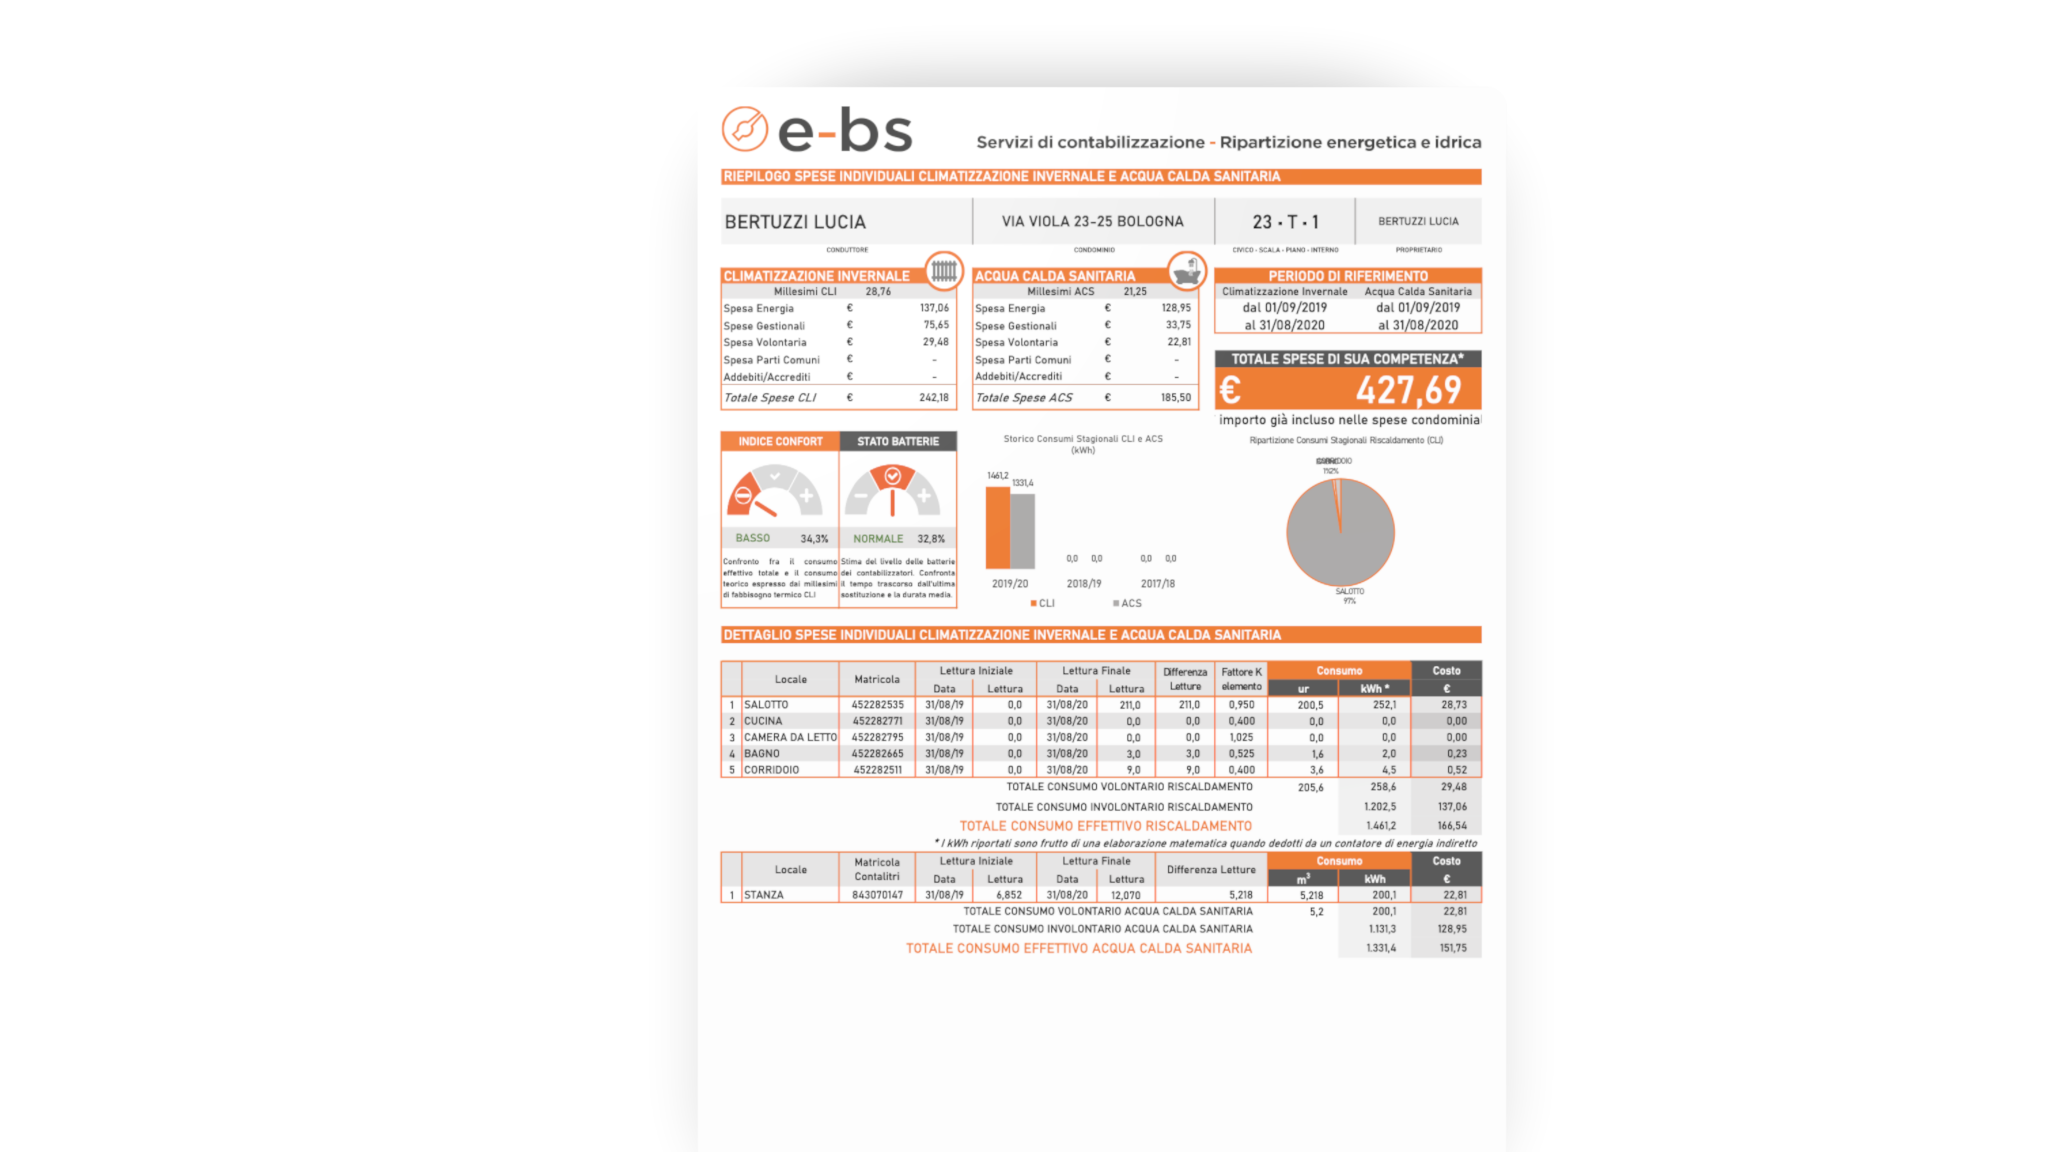 e-bs
Servizi di contabilizzazione - Ripartizione energetica e idrica
RIEPILOGO SPESE INDIVIDUALI CLIMATIZZAZIONE INVERNALE E ACQUA CALDA SANITARIA
BERTUZZI LUCIA VIA VIOLA 23-25 BOLOGNA 23 - T - 1 BERTUZZI LUCIA
CONDUTTORE CONDOMINIO CIVICO - SCALA - PIANO - INTERNO PROPRIETARIO
CLIMATIZZAZIONE INVERNALE
Millesimi CLI 28,76
Spesa Energia € 137,06
Spese Gestionali € 75,65
Spesa Volontaria € 29,48
Spesa Parti Comuni € -
Addebiti/Accrediti € -
Totale Spese CLI € 242,18
ACQUA CALDA SANITARIA
Millesimi ACS 21,25
Spesa Energia € 128,95
Spese Gestionali € 33,75
Spesa Volontaria € 22,81
Spesa Parti Comuni € -
Addebiti/Accrediti € -
Totale Spese ACS € 185,50
PERIODO DI RIFERIMENTO
Climatizzazione Invernale Acqua Calda Sanitaria
dal 01/09/2019 dal 01/09/2019
al 31/08/2020 al 31/08/2020
TOTALE SPESE DI SUA COMPETENZA*
€ 427,69
importo già incluso nelle spese condominial
INDICE CONFORT
BASSO 34,3%
Confronto fra il consumo
effettivo totale e il consumo
teorico espresso dai millesimi
di fabbisogno termico CLI
STATO BATTERIE
NORMALE 32,8%
Stima del livello delle batterie
dei contabilizzatori. Confronta
il tempo trascorso dall'ultima
sostituzione e la durata media.
Storico Consumi Stagionali CLI e ACS
(kWh)
1461,2 1331,4
0,0 0,0 0,0 0,0
2019/20 2018/19 2017/18
CLI ACS
Ripartizione Consumi Stagionali Riscaldamento (CLI)
SALOTTO
97%
DETTAGLIO SPESE INDIVIDUALI CLIMATIZZAZIONE INVERNALE E ACQUA CALDA SANITARIA
Locale Matricola Lettura Iniziale Lettura Finale Differenza Letture Fattore K elemento Consumo Costo
Data Lettura Data Lettura ur kWh * €
1 SALOTTO 452282535 31/08/19 0,0 31/08/20 211,0 211,0 0,950 200,5 252,1 28,73
2 CUCINA 452282771 31/08/19 0,0 31/08/20 0,0 0,0 0,400 0,0 0,0 0,00
3 CAMERA DA LETTO 452282795 31/08/19 0,0 31/08/20 0,0 0,0 1,025 0,0 0,0 0,00
4 BAGNO 452282665 31/08/19 0,0 31/08/20 3,0 3,0 0,525 1,6 2,0 0,23
5 CORRIDOIO 452282511 31/08/19 0,0 31/08/20 9,0 9,0 0,400 3,6 4,5 0,52
TOTALE CONSUMO VOLONTARIO RISCALDAMENTO 205,6 258,6 29,48
TOTALE CONSUMO INVOLONTARIO RISCALDAMENTO 1.202,5 137,06
TOTALE CONSUMO EFFETTIVO RISCALDAMENTO 1.461,2 166,54
* I kWh riportati sono frutto di una elaborazione matematica quando dedotti da un contatore di energia indiretto
Locale Matricola Contalitri Lettura Iniziale Lettura Finale Differenza Letture Consumo Costo
Data Lettura Data Lettura m³ kWh €
1 STANZA 843070147 31/08/19 6,852 31/08/20 12,070 5,218 5,218 200,1 22,81
TOTALE CONSUMO VOLONTARIO ACQUA CALDA SANITARIA 5,2 200,1 22,81
TOTALE CONSUMO INVOLONTARIO ACQUA CALDA SANITARIA 1.131,3 128,95
TOTALE CONSUMO EFFETTIVO ACQUA CALDA SANITARIA 1.331,4 151,75